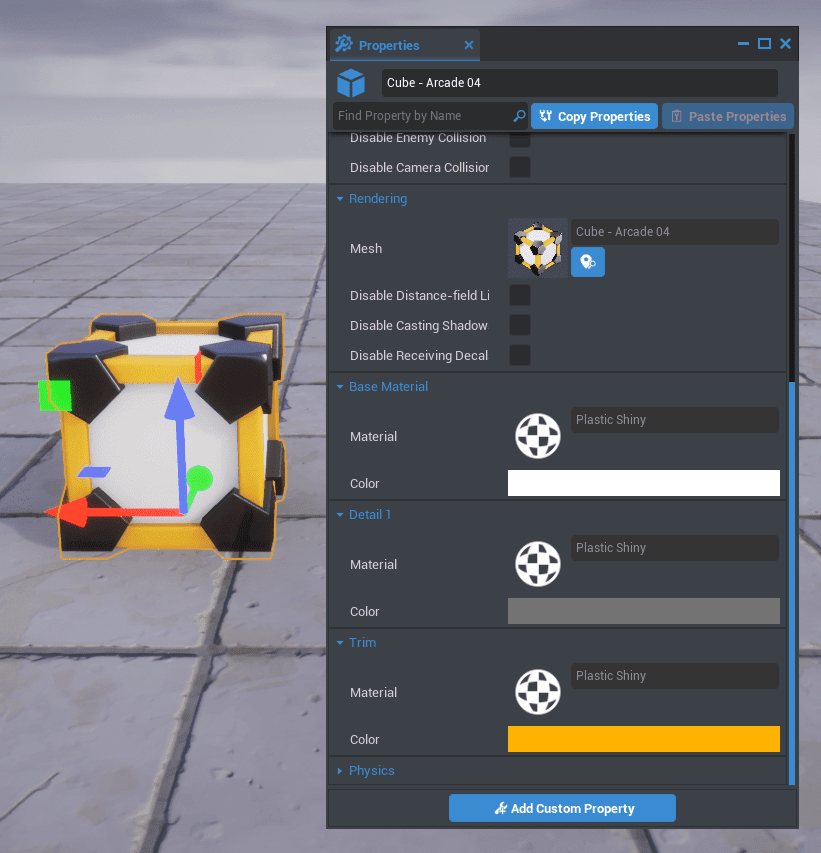 Properties
Cube - Arcade 04
Find Property by Name
Copy Properties
Paste Properties
Disable Enemy Collision
Disable Camera Collision
Rendering
Mesh
Cube - Arcade 04
Disable Distance-field Li
Disable Casting Shadow
Disable Receiving Decal
Base Material
Material
Plastic Shiny
Color
Detail 1
Material
Plastic Shiny
Color
Trim
Material
Plastic Shiny
Color
Physics
Add Custom Property